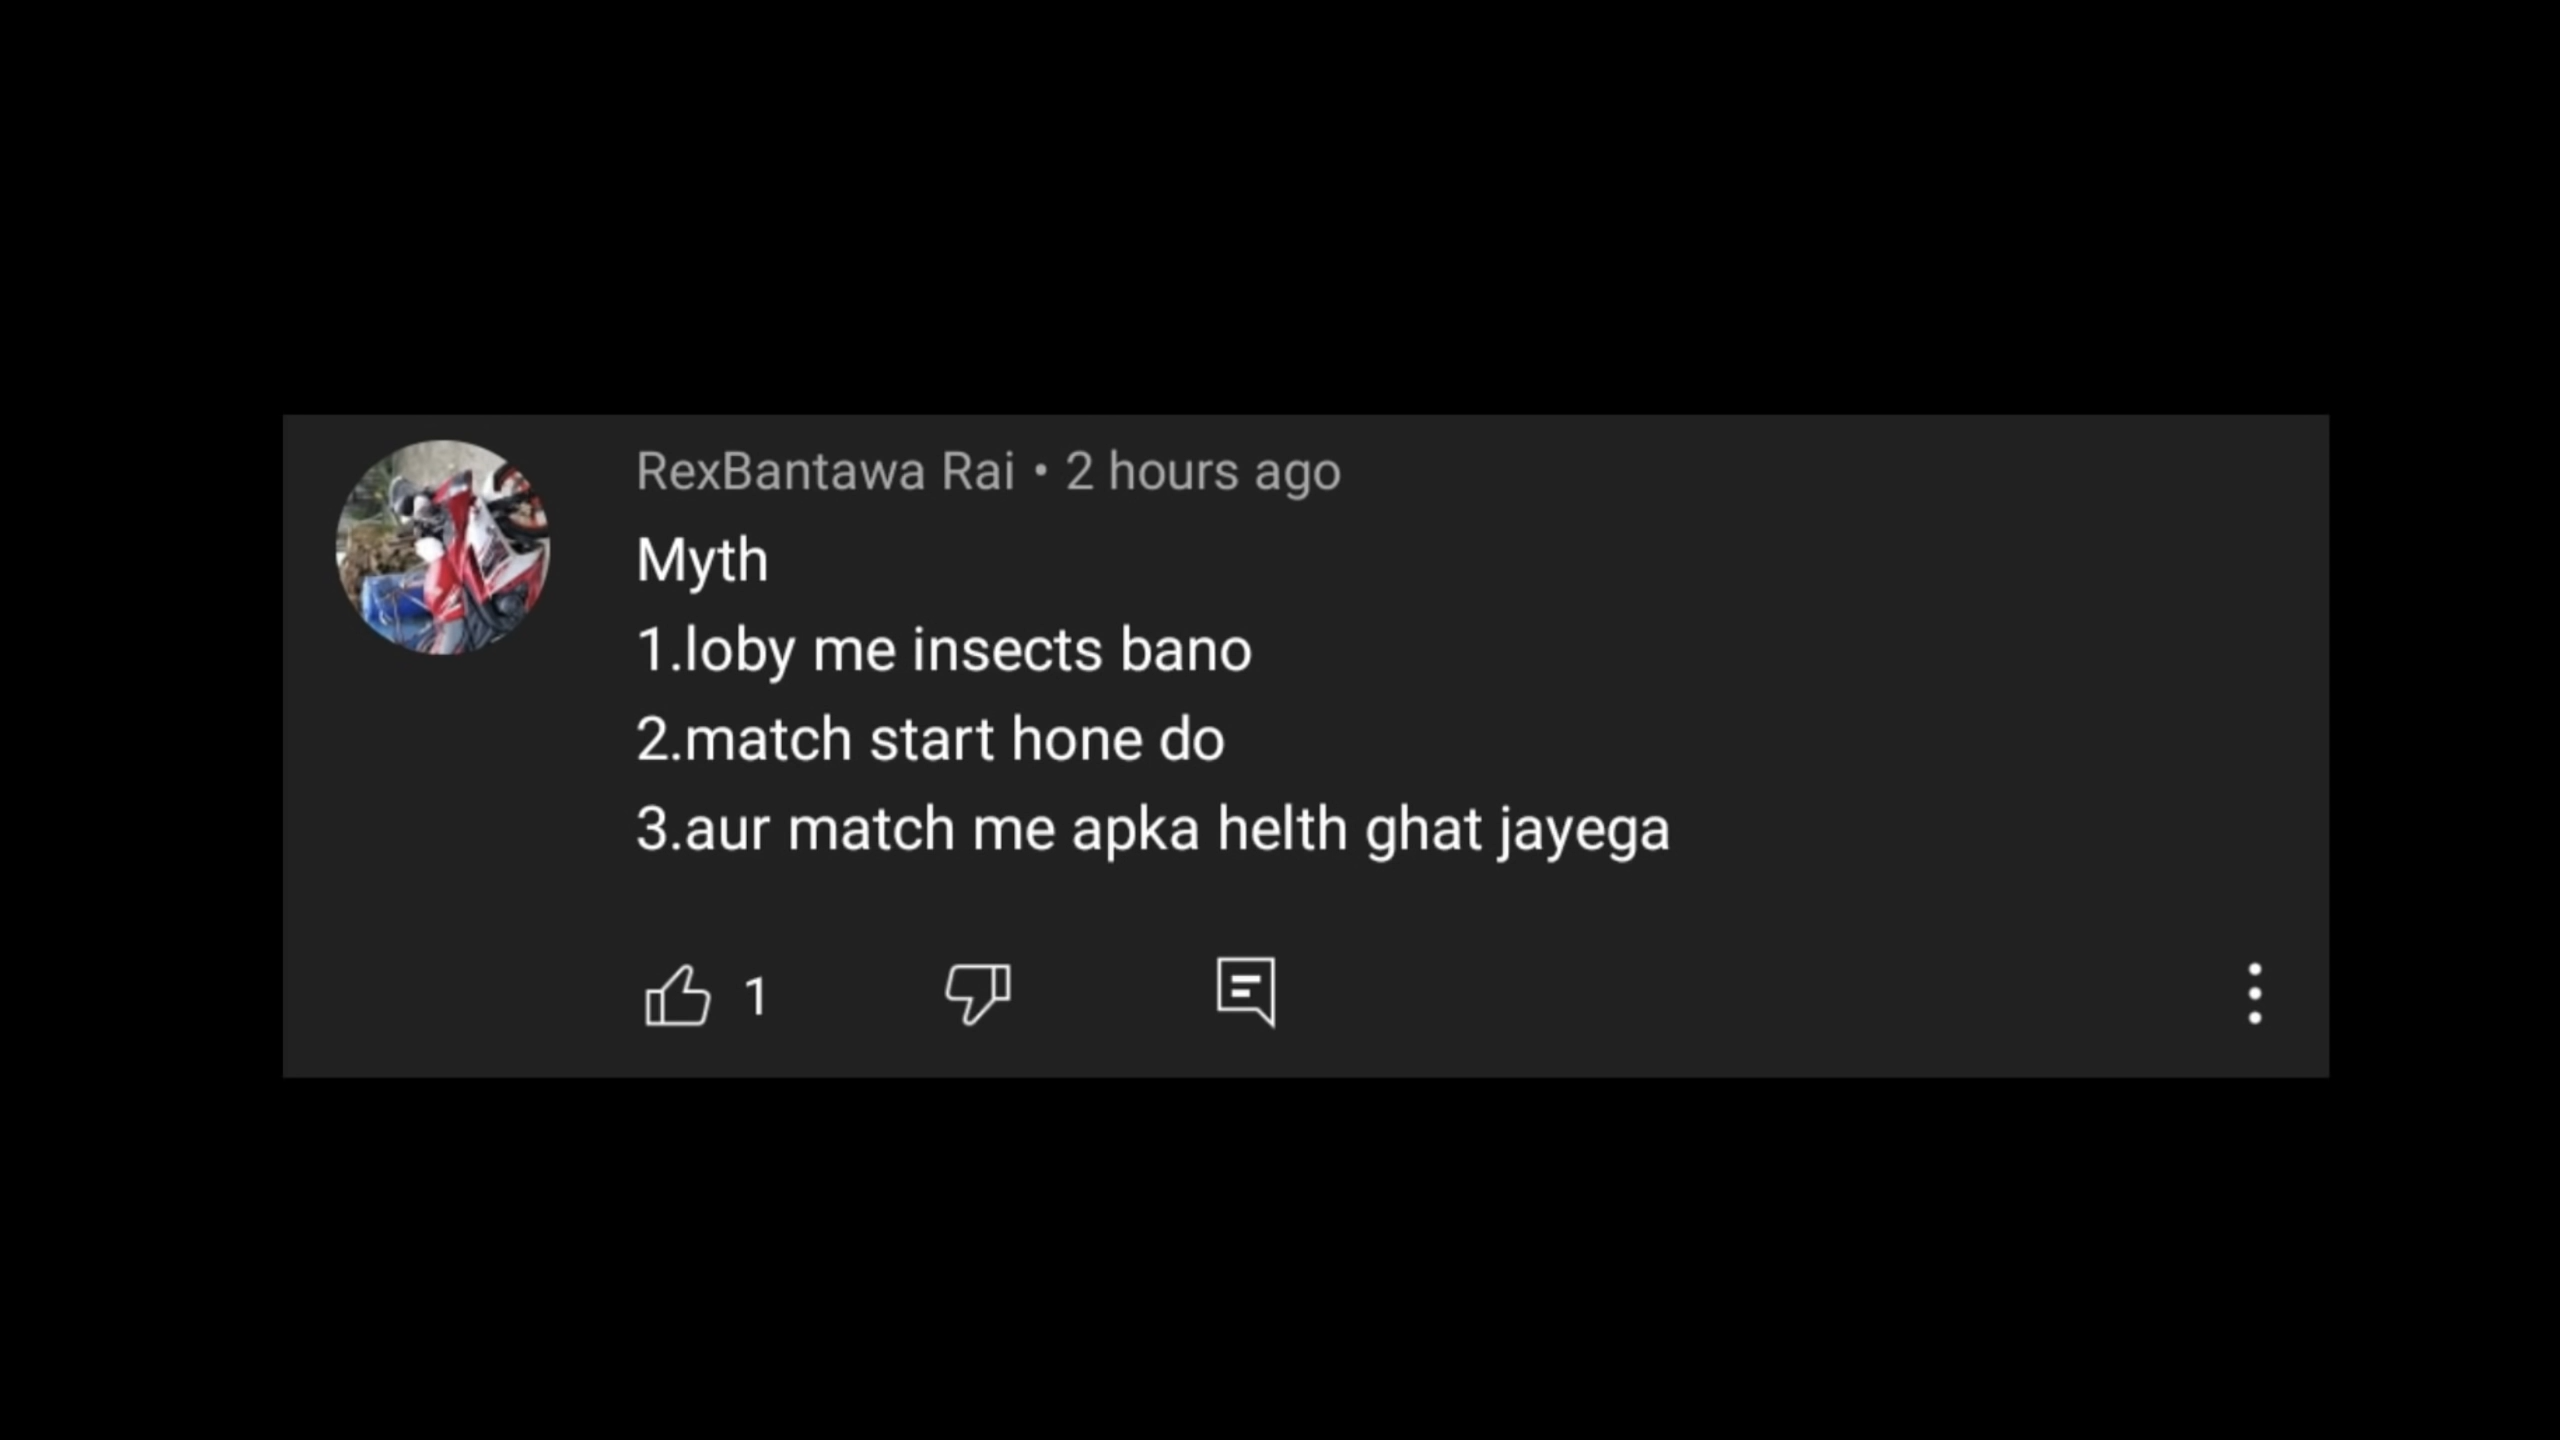 RexBantawa Rai • 2 hours ago
Myth
1.loby me insects bano
2.match start hone do
3.aur match me apka helth ghat jayega
1